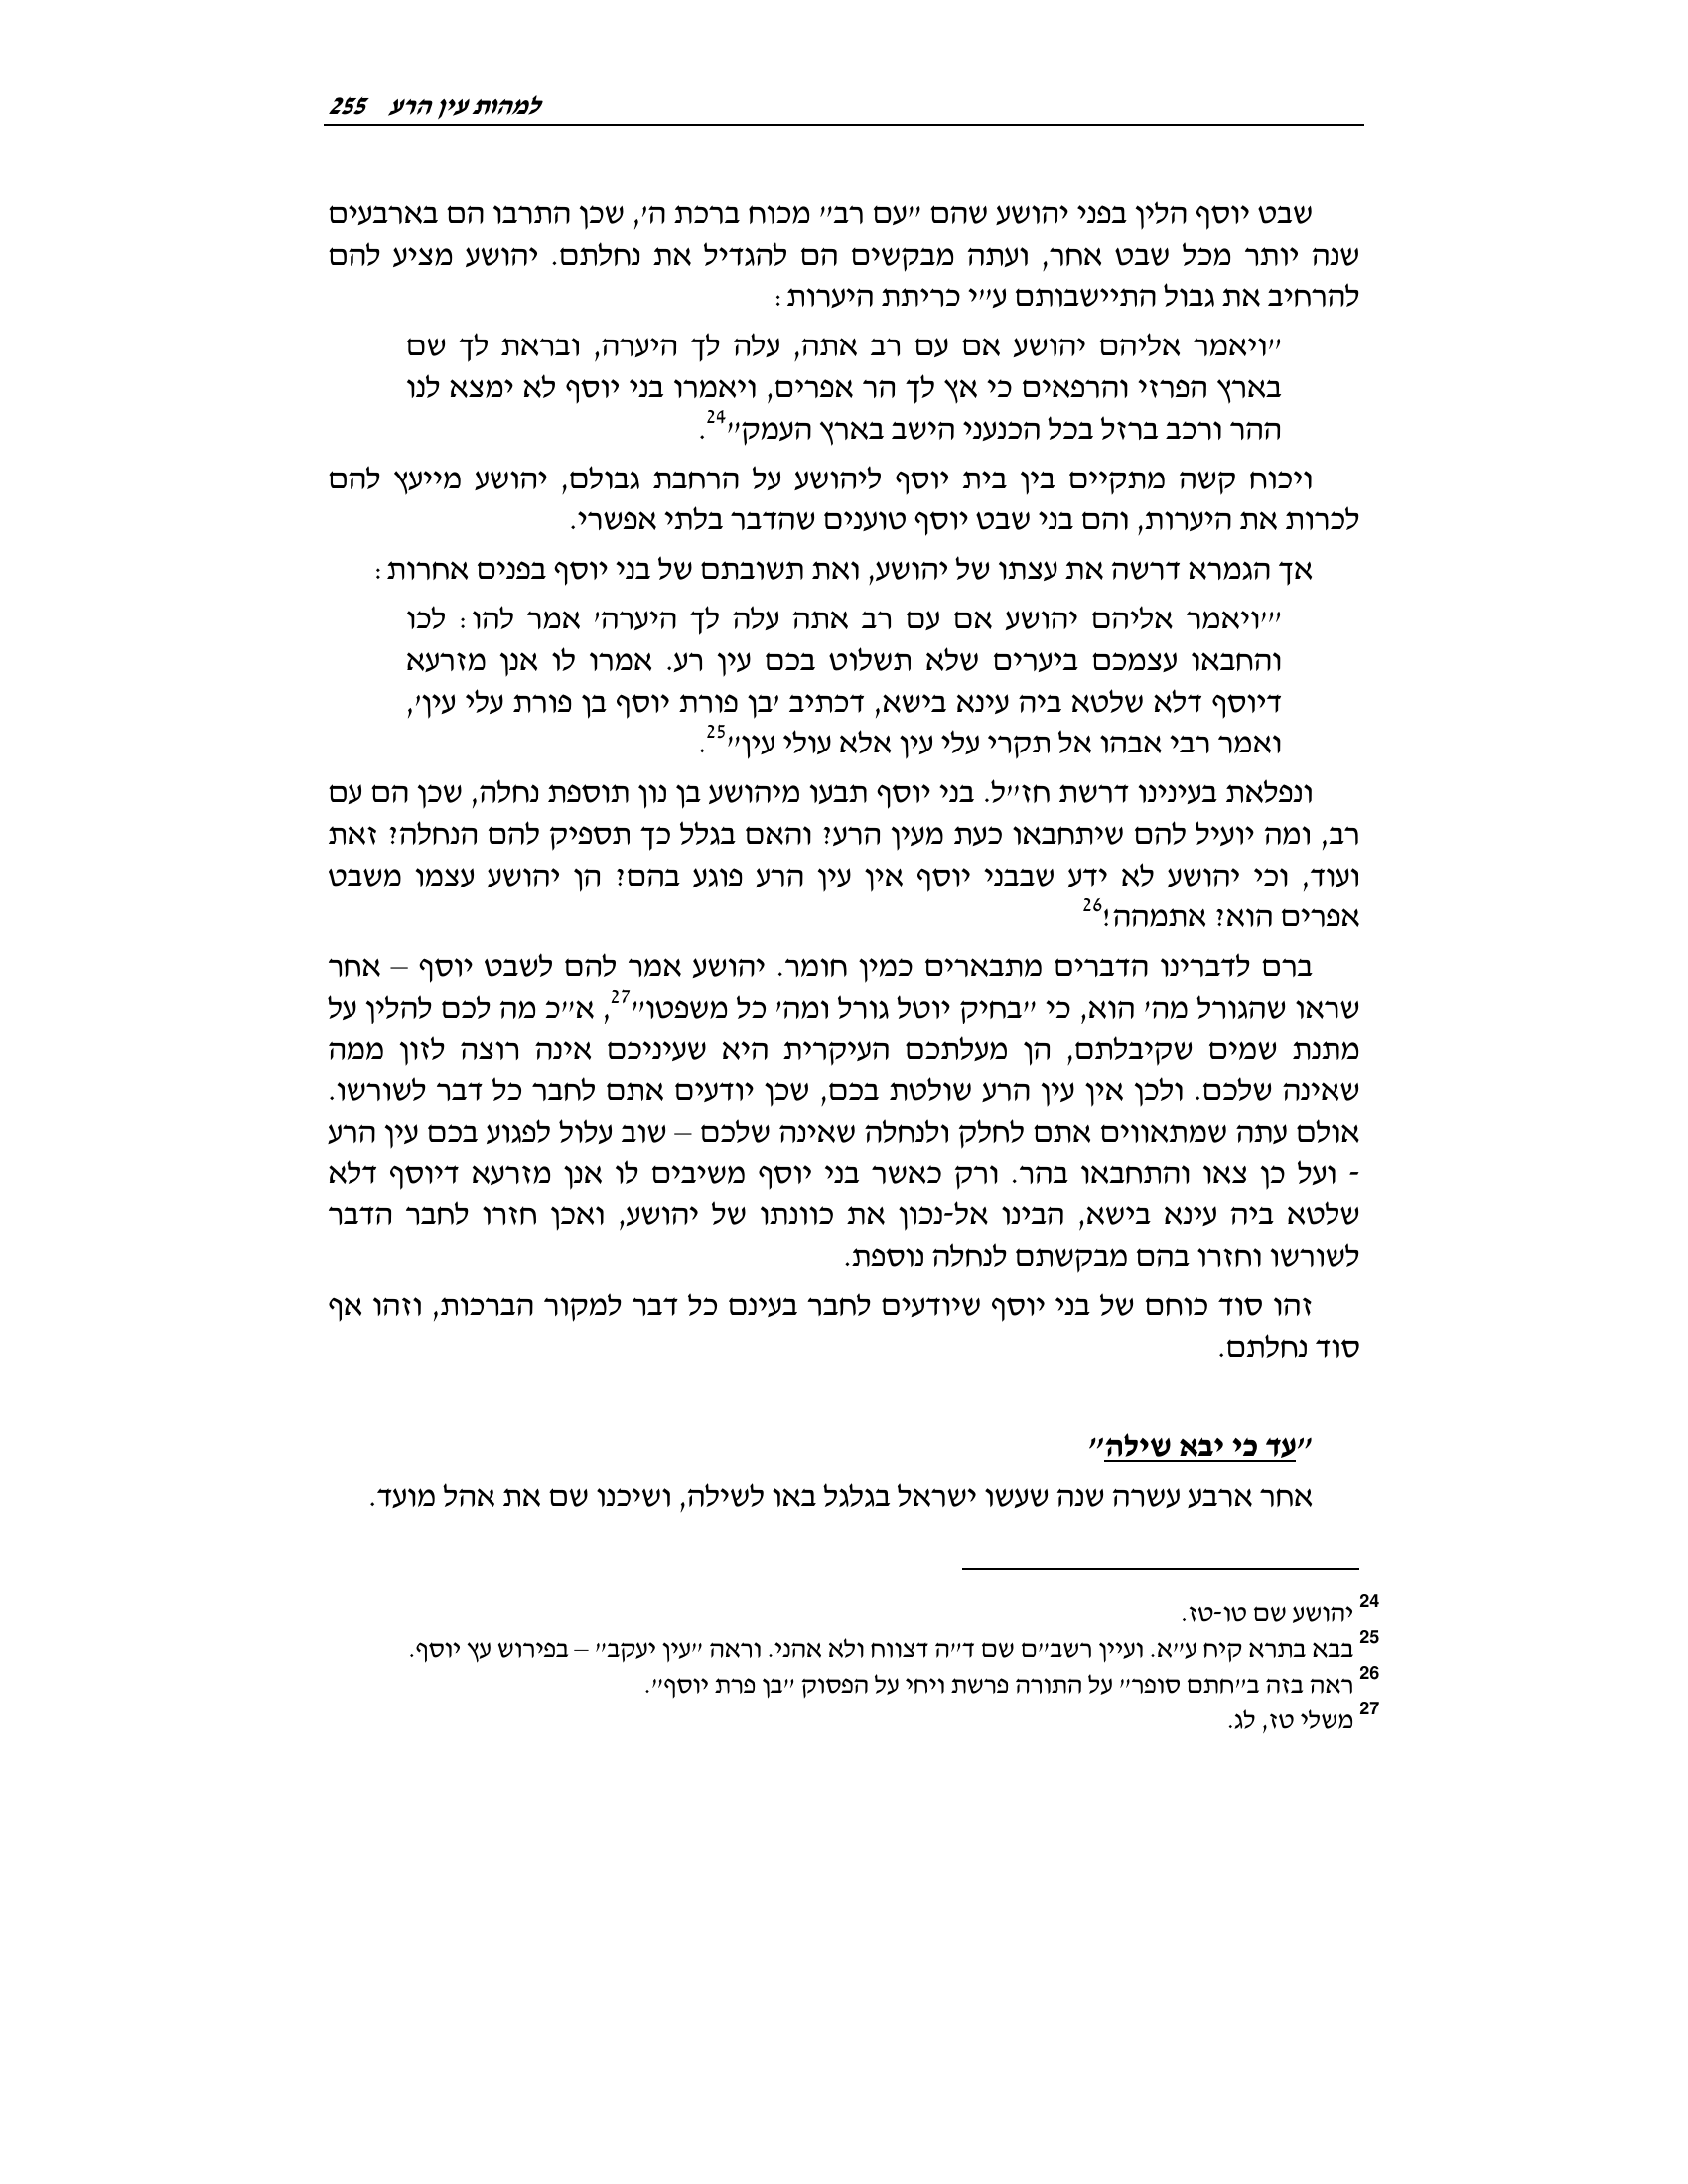 למהות עין הרע 255
שבט יוסף הלין בפני יהושע שהם "עם רב" מכוח ברכת ה', שכן התרבו הם בארבעים
שנה יותר מכל שבט אחר, ועתה מבקשים הם להגדיל את נחלתם. יהושע מציע להם
להרחיב את גבול התיישבותם ע"י כריתת היערות:
"ויאמר אליהם יהושע אם עם רב אתה, עלה לך היערה, ובראת לך שם
בארץ הפרזי והרפאים כי אץ לך הר אפרים, ויאמרו בני יוסף לא ימצא לנו
ההר ורכב ברזל בכל הכנעני הישב בארץ העמק"24.
ויכוח קשה מתקיים בין בית יוסף ליהושע על הרחבת גבולם, יהושע מייעץ להם
לכרות את היערות, והם בני שבט יוסף טוענים שהדבר בלתי אפשרי.
אך הגמרא דרשה את עצתו של יהושע, ואת תשובתם של בני יוסף בפנים אחרות:
"'ויאמר אליהם יהושע אם עם רב אתה עלה לך היערה' אמר להו: לכו
והחבאו עצמכם ביערים שלא תשלוט בכם עין רע. אמרו לו אנן מזרעא
דיוסף דלא שלטא ביה עינא בישא, דכתיב 'בן פורת יוסף בן פורת עלי עין',
ואמר רבי אבהו אל תקרי עלי עין אלא עולי עין"25.
ונפלאת בעינינו דרשת חז"ל. בני יוסף תבעו מיהושע בן נון תוספת נחלה, שכן הם עם
רב, ומה יועיל להם שיתחבאו כעת מעין הרע? והאם בגלל כך תספיק להם הנחלה? זאת
ועוד, וכי יהושע לא ידע שבבני יוסף אין עין הרע פוגע בהם? הן יהושע עצמו משבט
אפרים הוא? אתמהה!26
ברם לדברינו הדברים מתבארים כמין חומר. יהושע אמר להם לשבט יוסף – אחר
שראו שהגורל מה' הוא, כי "בחיק יוטל גורל ומה' כל משפטו"27, א"כ מה לכם להלין על
מתנת שמים שקיבלתם, הן מעלתכם העיקרית היא שעיניכם אינה רוצה לזון ממה
שאינה שלכם. ולכן אין עין הרע שולטת בכם, שכן יודעים אתם לחבר כל דבר לשורשו.
אולם עתה שמתאווים אתם לחלק ולנחלה שאינה שלכם – שוב עלול לפגוע בכם עין הרע
- ועל כן צאו והתחבאו בהר. ורק כאשר בני יוסף משיבים לו אנן מזרעא דיוסף דלא
שלטא ביה עינא בישא, הבינו אל-נכון את כוונתו של יהושע, ואכן חזרו לחבר הדבר
לשורשו וחזרו בהם מבקשתם לנחלה נוספת.
זהו סוד כוחם של בני יוסף שיודעים לחבר בעינם כל דבר למקור הברכות, וזהו אף
סוד נחלתם.
"עד כי יבא שילה"
אחר ארבע עשרה שנה שעשו ישראל בגלגל באו לשילה, ושיכנו שם את אהל מועד.
24 יהושע שם טו-טז.
25 בבא בתרא קיח ע"א. ועיין רשב"ם שם ד"ה דצווח ולא אהני. וראה "עין יעקב" – בפירוש עץ יוסף.
26 ראה בזה ב"חתם סופר" על התורה פרשת ויחי על הפסוק "בן פרת יוסף".
27 משלי טז, לג.